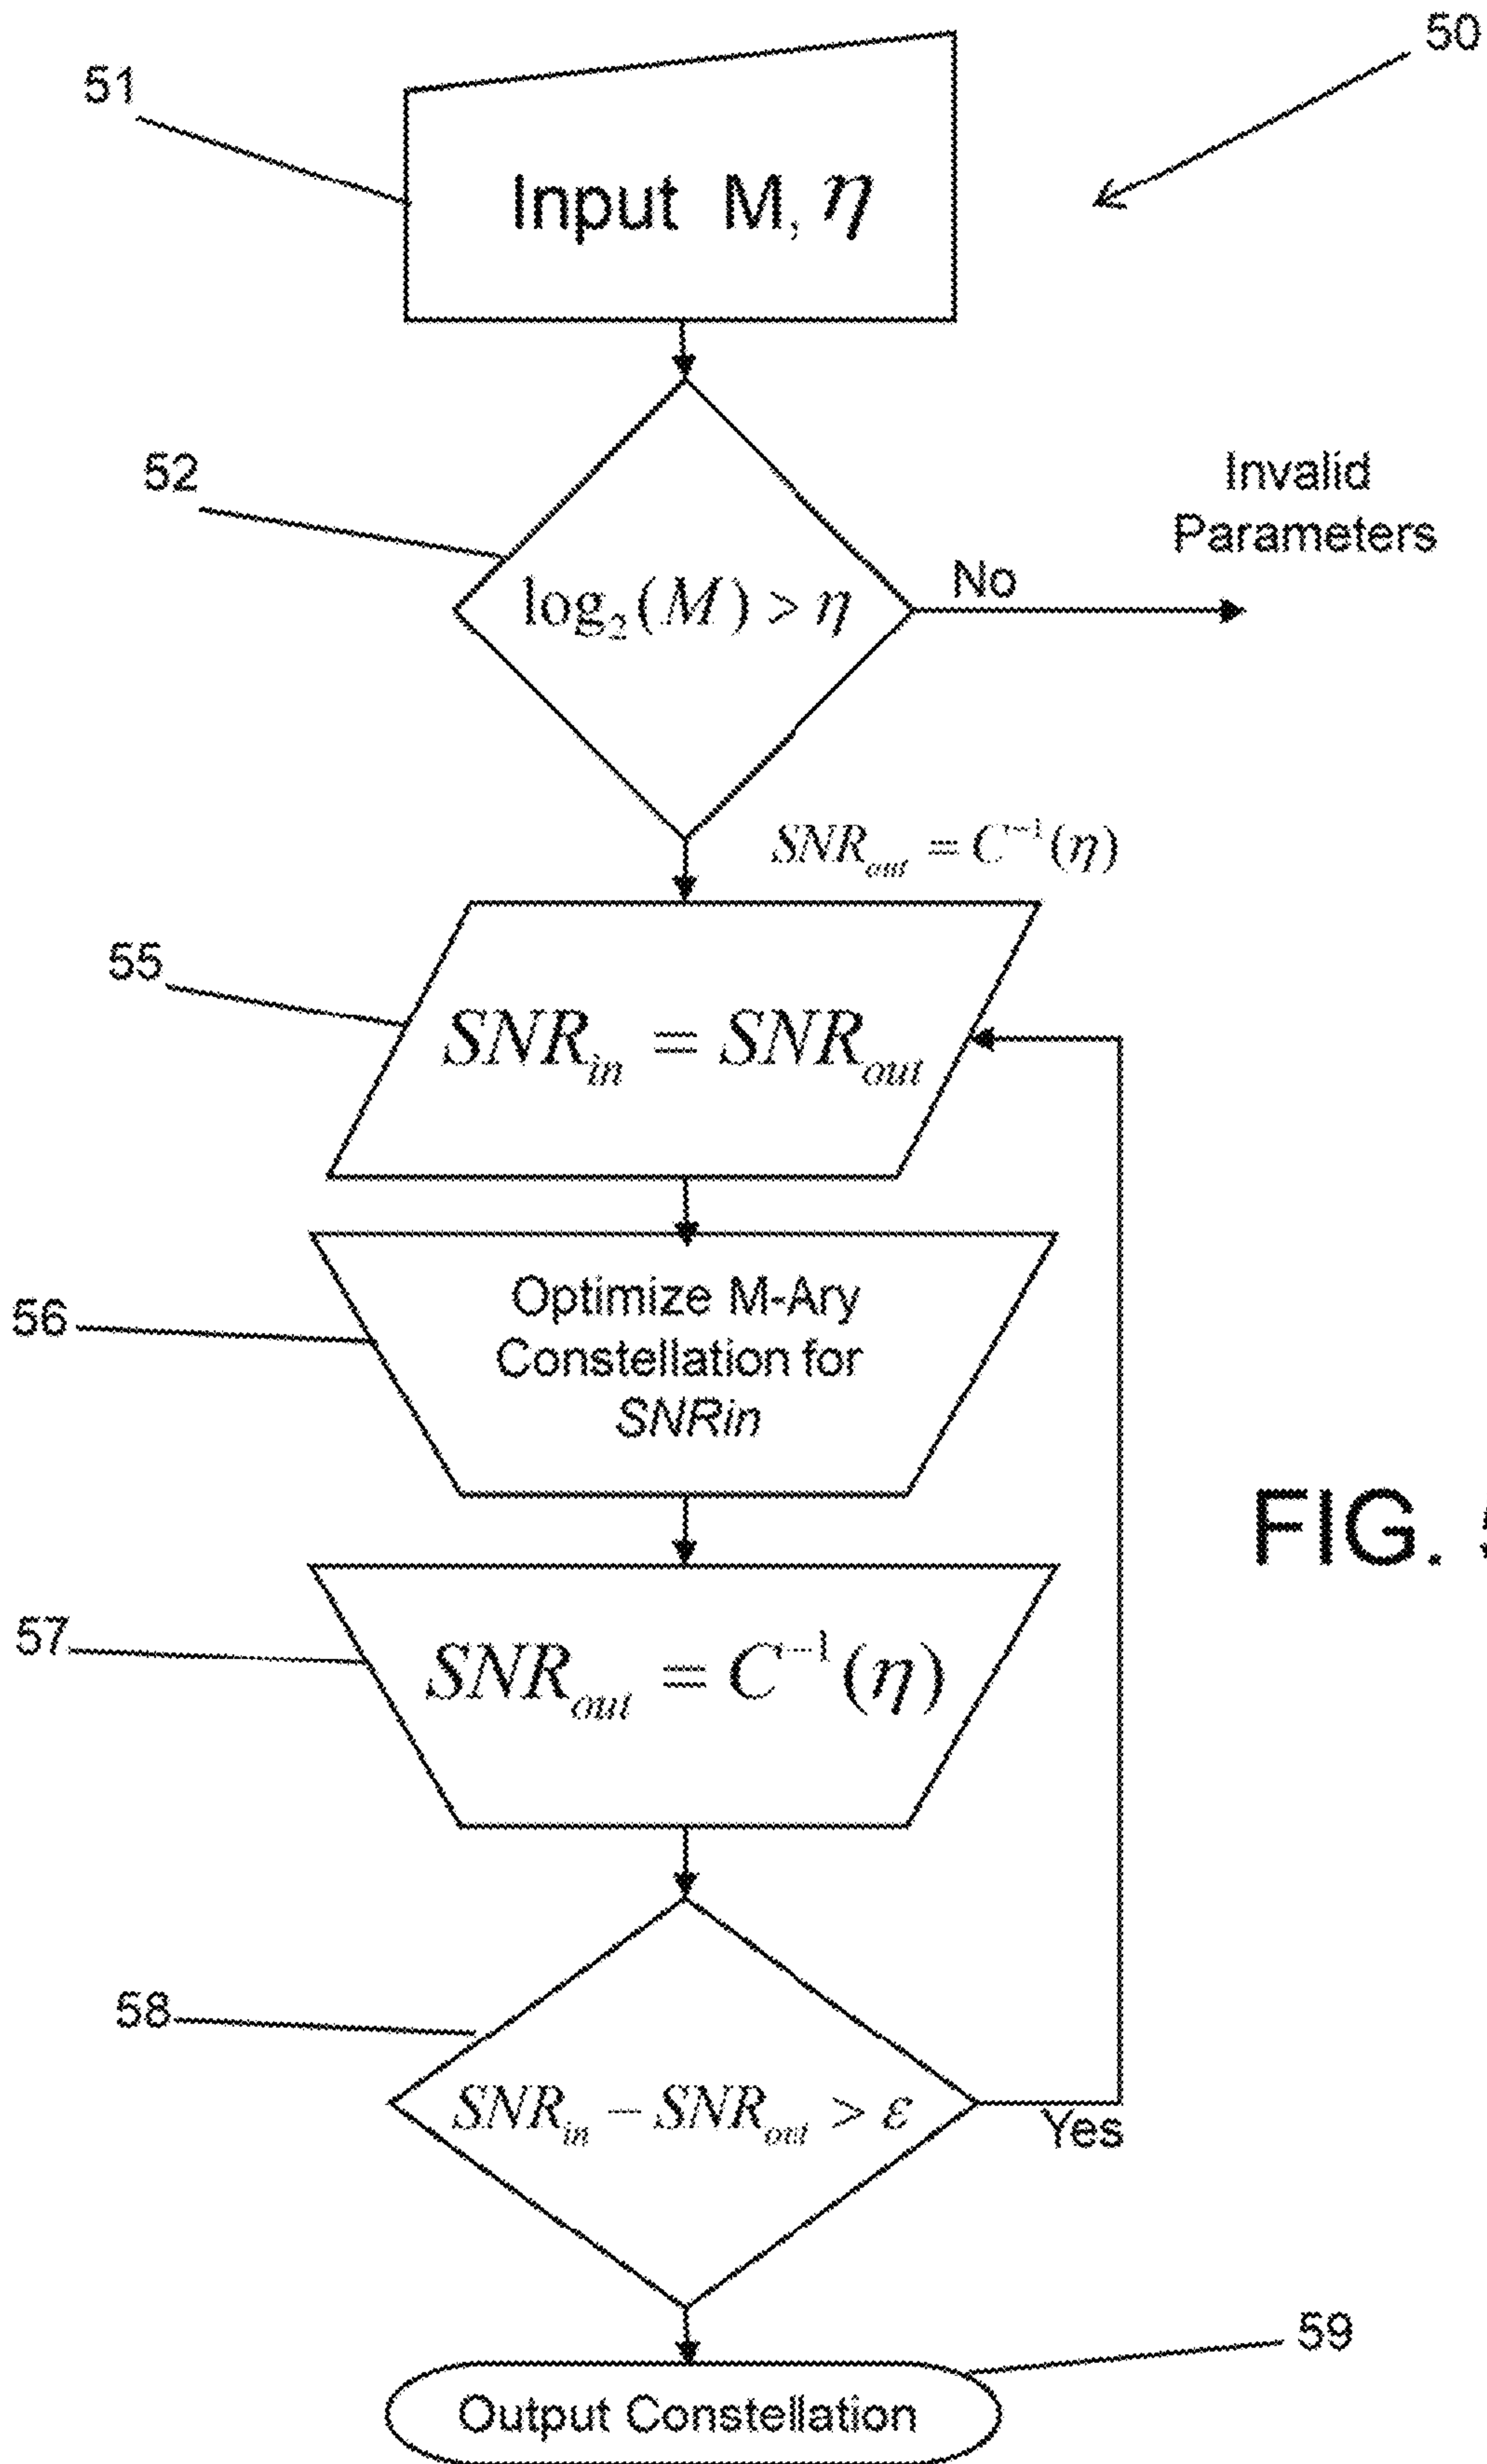 50
51
Input M, η
52
log₂(M) > η
No
Invalid
Parameters
SNR_out = C⁻¹(η)
55
SNR_in = SNR_out
56
Optimize M-Ary
Constellation for
SNRin
57
SNR_out = C⁻¹(η)
FIG. 5
58
SNR_in − SNR_out > ε
Yes
59
Output Constellation